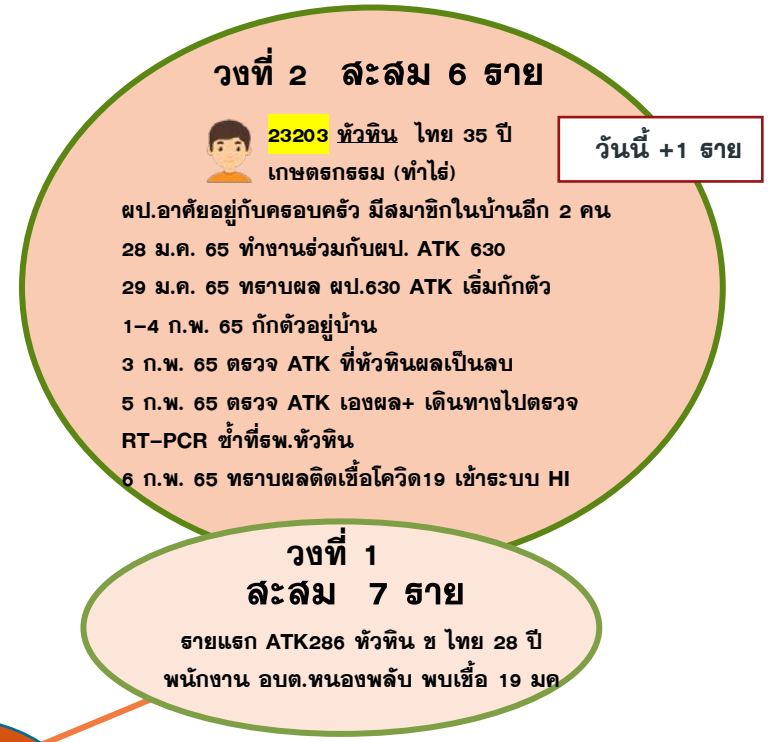 วงที่ 2 สะสม 6 ราย
23203 หัวหิน ไทย 35 ปี
เกษตรกรรม (ทำไร่)
วันนี้ +1 ราย
ผป.อาศัยอยู่กับครอบครัว มีสมาชิกในบ้านอีก 2 คน
28 ม.ค. 65 ทำงานร่วมกับผป. ATK 630
29 ม.ค. 65 ทราบผล ผป.630 ATK เริ่มกักตัว
1-4 ก.พ. 65 กักตัวอยู่บ้าน
3 ก.พ. 65 ตรวจ ATK ที่หัวหินผลเป็นลบ
5 ก.พ. 65 ตรวจ ATK เองผล+ เดินทางไปตรวจ
RT-PCR ซ้ำที่รพ.หัวหิน
6 ก.พ. 65 ทราบผลติดเชื้อโควิด19 เข้าระบบ HI
วงที่ 1
สะสม 7 ราย
รายแรก ATK286 หัวหิน ช ไทย 28 ปี
พนักงาน อบต.หนองพลับ พบเชื้อ 19 มค